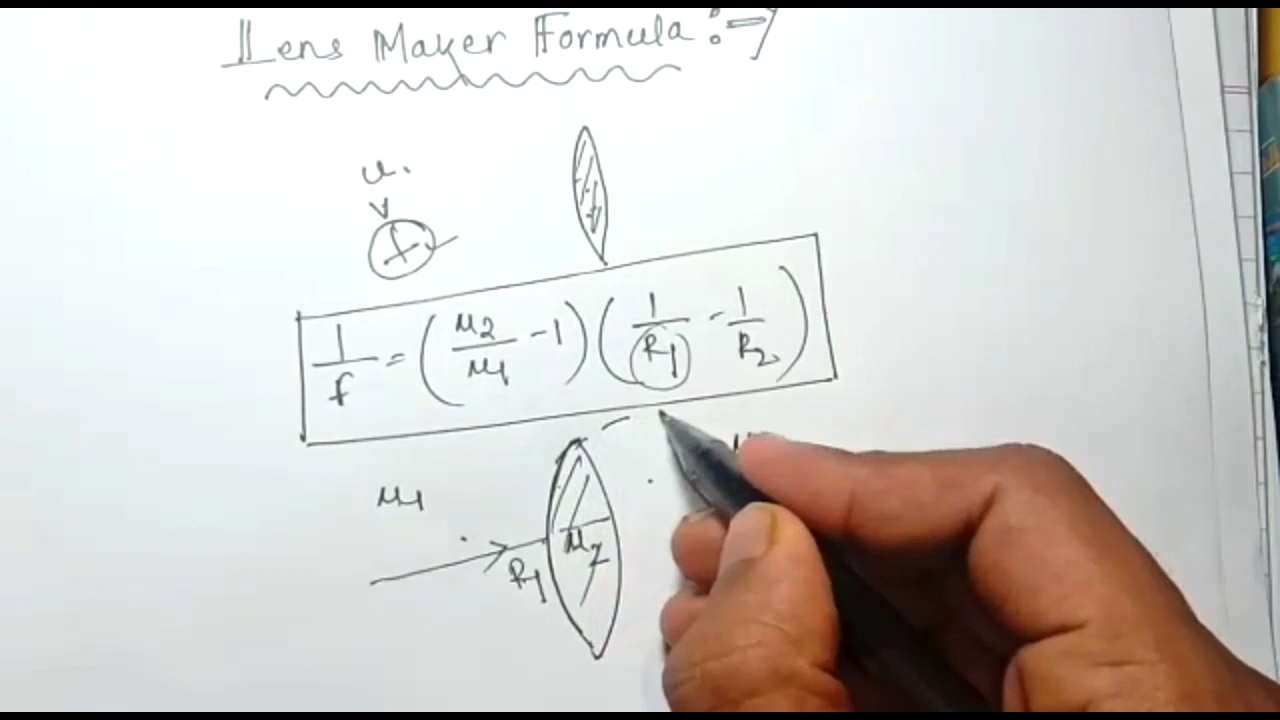 Lens Maker Formula :-
u.
v
f
1/f = (μ2/μ1 - 1) (1/R1 - 1/R2)
μ1
R1
μ2